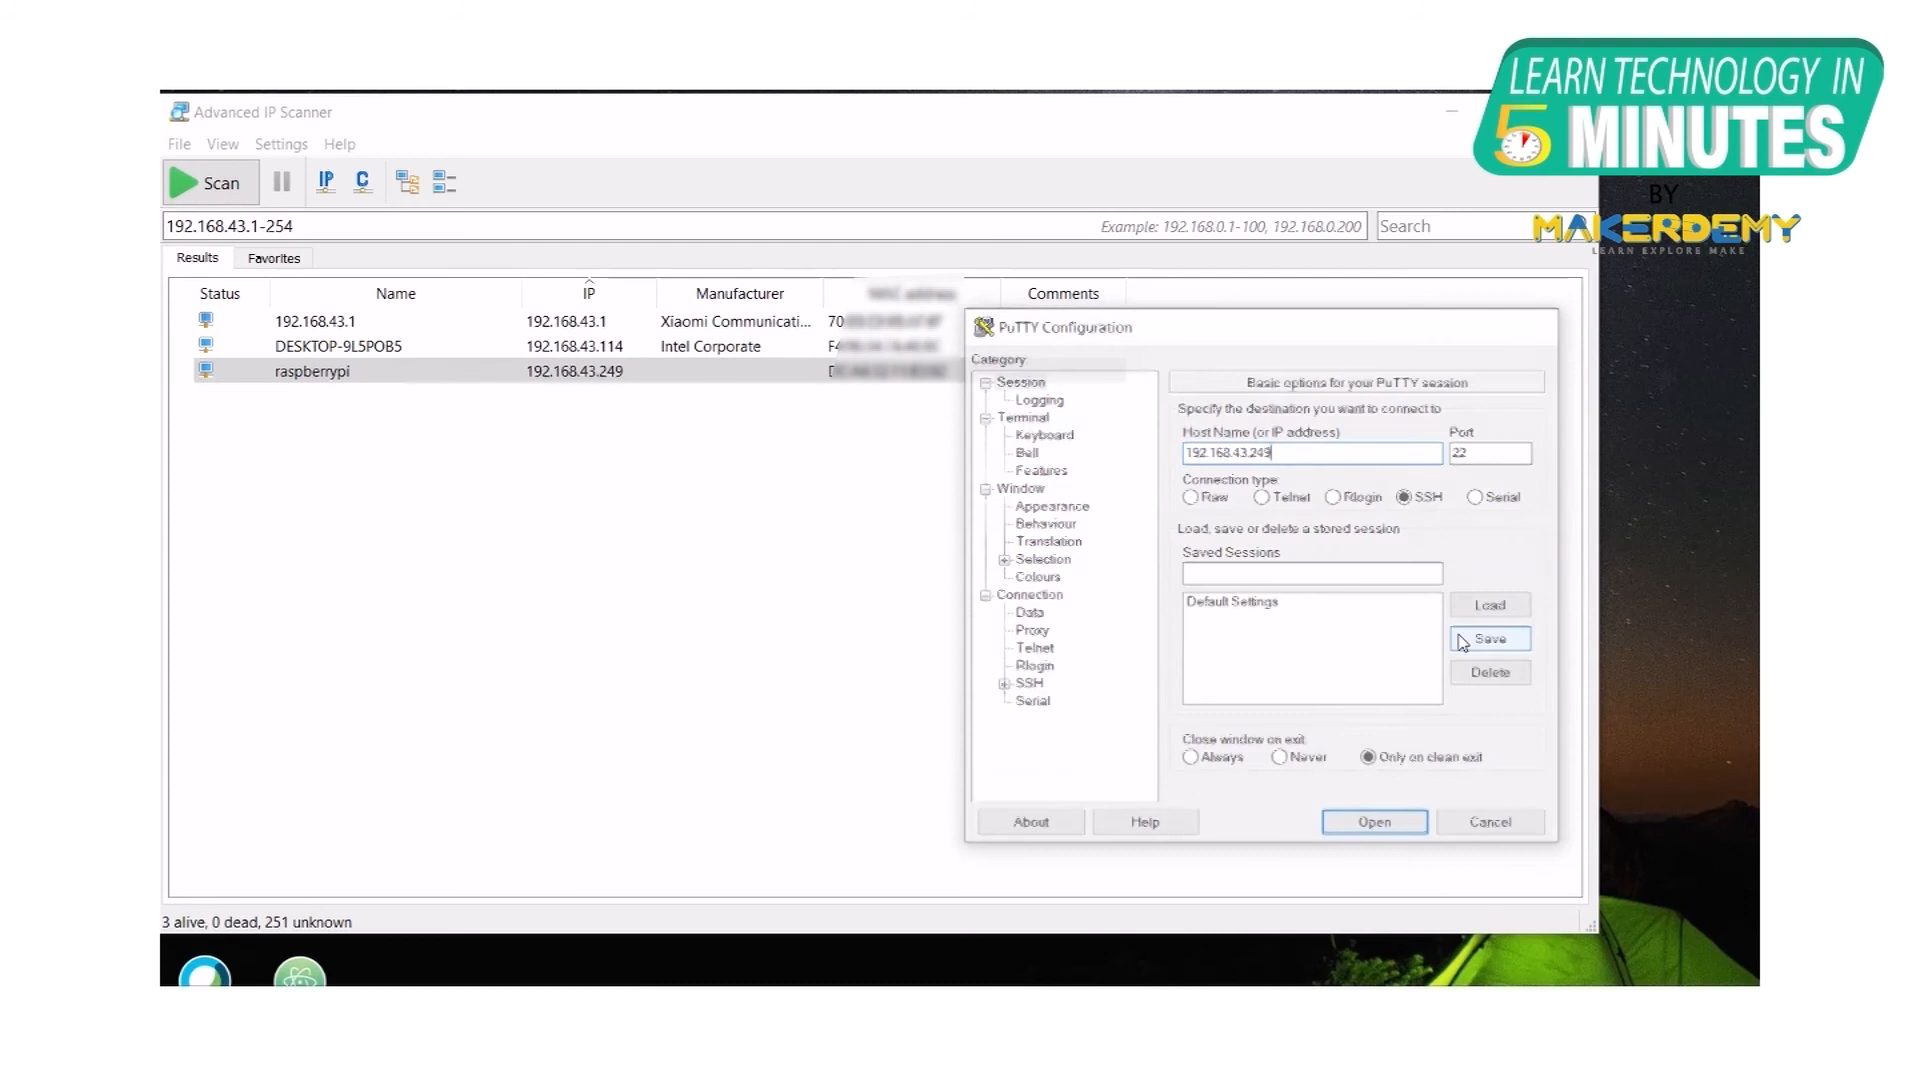 LEARN TECHNOLOGY IN
5 MINUTES
BY
MAKERDEMY
LEARN EXPLORE MAKE
Advanced IP Scanner
File View Settings Help
Scan IP C
192.168.43.1-254 Example: 192.168.0.1-100, 192.168.0.200 Search
Results Favorites
Status Name IP Manufacturer MAC address Comments
192.168.43.1 192.168.43.1 Xiaomi Communicati... 70
DESKTOP-9L5POB5 192.168.43.114 Intel Corporate F4
raspberrypi 192.168.43.249
PuTTY Configuration
Category:
Session
Logging
Terminal
Keyboard
Bell
Features
Window
Appearance
Behaviour
Translation
Selection
Colours
Connection
Data
Proxy
Telnet
Rlogin
SSH
Serial
Basic options for your PuTTY session
Specify the destination you want to connect to
Host Name (or IP address) Port
192.168.43.249 22
Connection type:
Raw Telnet Rlogin SSH Serial
Load, save or delete a stored session
Saved Sessions
Default Settings
Load
Save
Delete
Close window on exit:
Always Never Only on clean exit
About Help Open Cancel
3 alive, 0 dead, 251 unknown